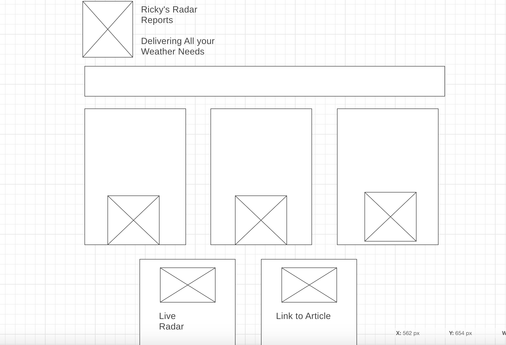 Ricky's Radar
Reports
Delivering All your
Weather Needs
Live
Radar
Link to Article
X: 562 px Y: 654 px W